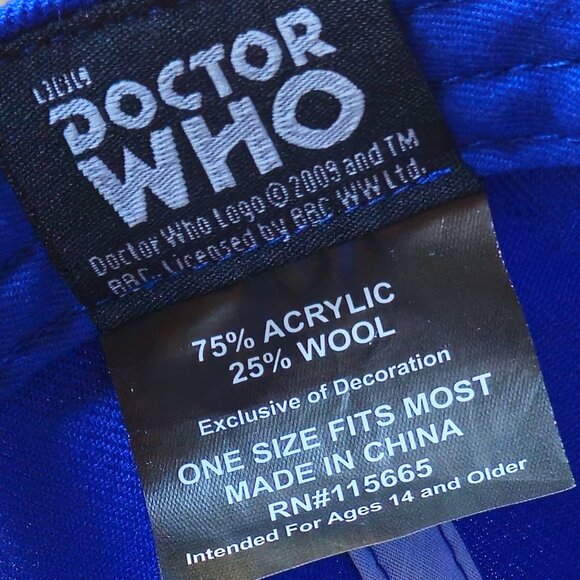 BBC
DOCTOR
WHO
Doctor Who Logo © 2009 and TM
BBC. Licensed by BBC WW Ltd.
75% ACRYLIC
25% WOOL
Exclusive of Decoration
ONE SIZE FITS MOST
MADE IN CHINA
RN#115665
Intended For Ages 14 and Older